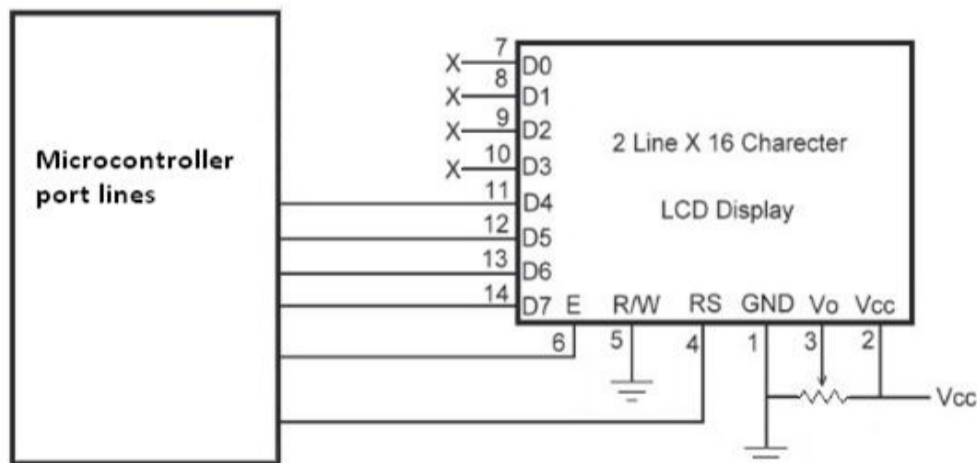 7
X D0
8
X D1
9
X D2
10
X D3
2 Line X 16 Charecter
LCD Display
Microcontroller
port lines
11
D4
12
D5
13
D6
14
D7 E R/W RS GND Vo Vcc
6 5 4 1 3 2
Vcc